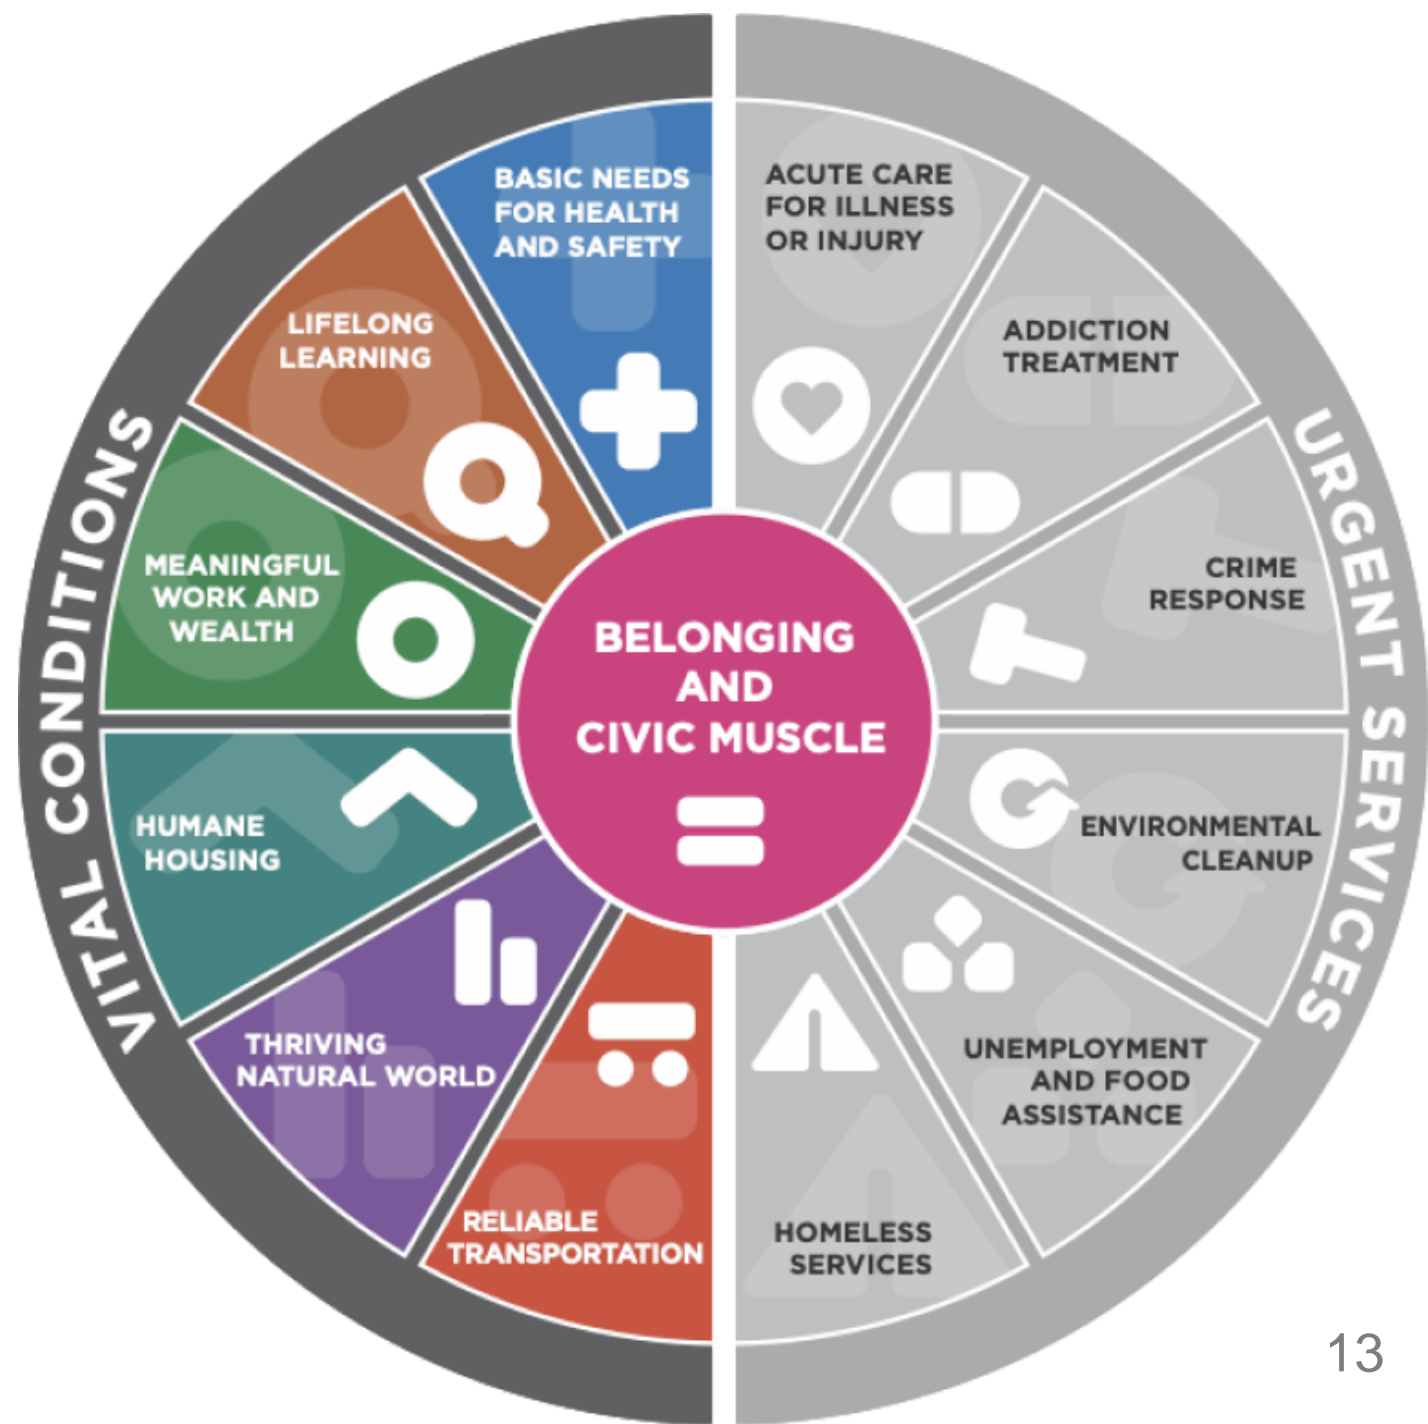 VITAL CONDITIONS
BASIC NEEDS
FOR HEALTH
AND SAFETY
LIFELONG
LEARNING
MEANINGFUL
WORK AND
WEALTH
HUMANE
HOUSING
THRIVING
NATURAL WORLD
RELIABLE
TRANSPORTATION
BELONGING
AND
CIVIC MUSCLE
URGENT SERVICES
ACUTE CARE
FOR ILLNESS
OR INJURY
ADDICTION
TREATMENT
CRIME
RESPONSE
ENVIRONMENTAL
CLEANUP
UNEMPLOYMENT
AND FOOD
ASSISTANCE
HOMELESS
SERVICES
13